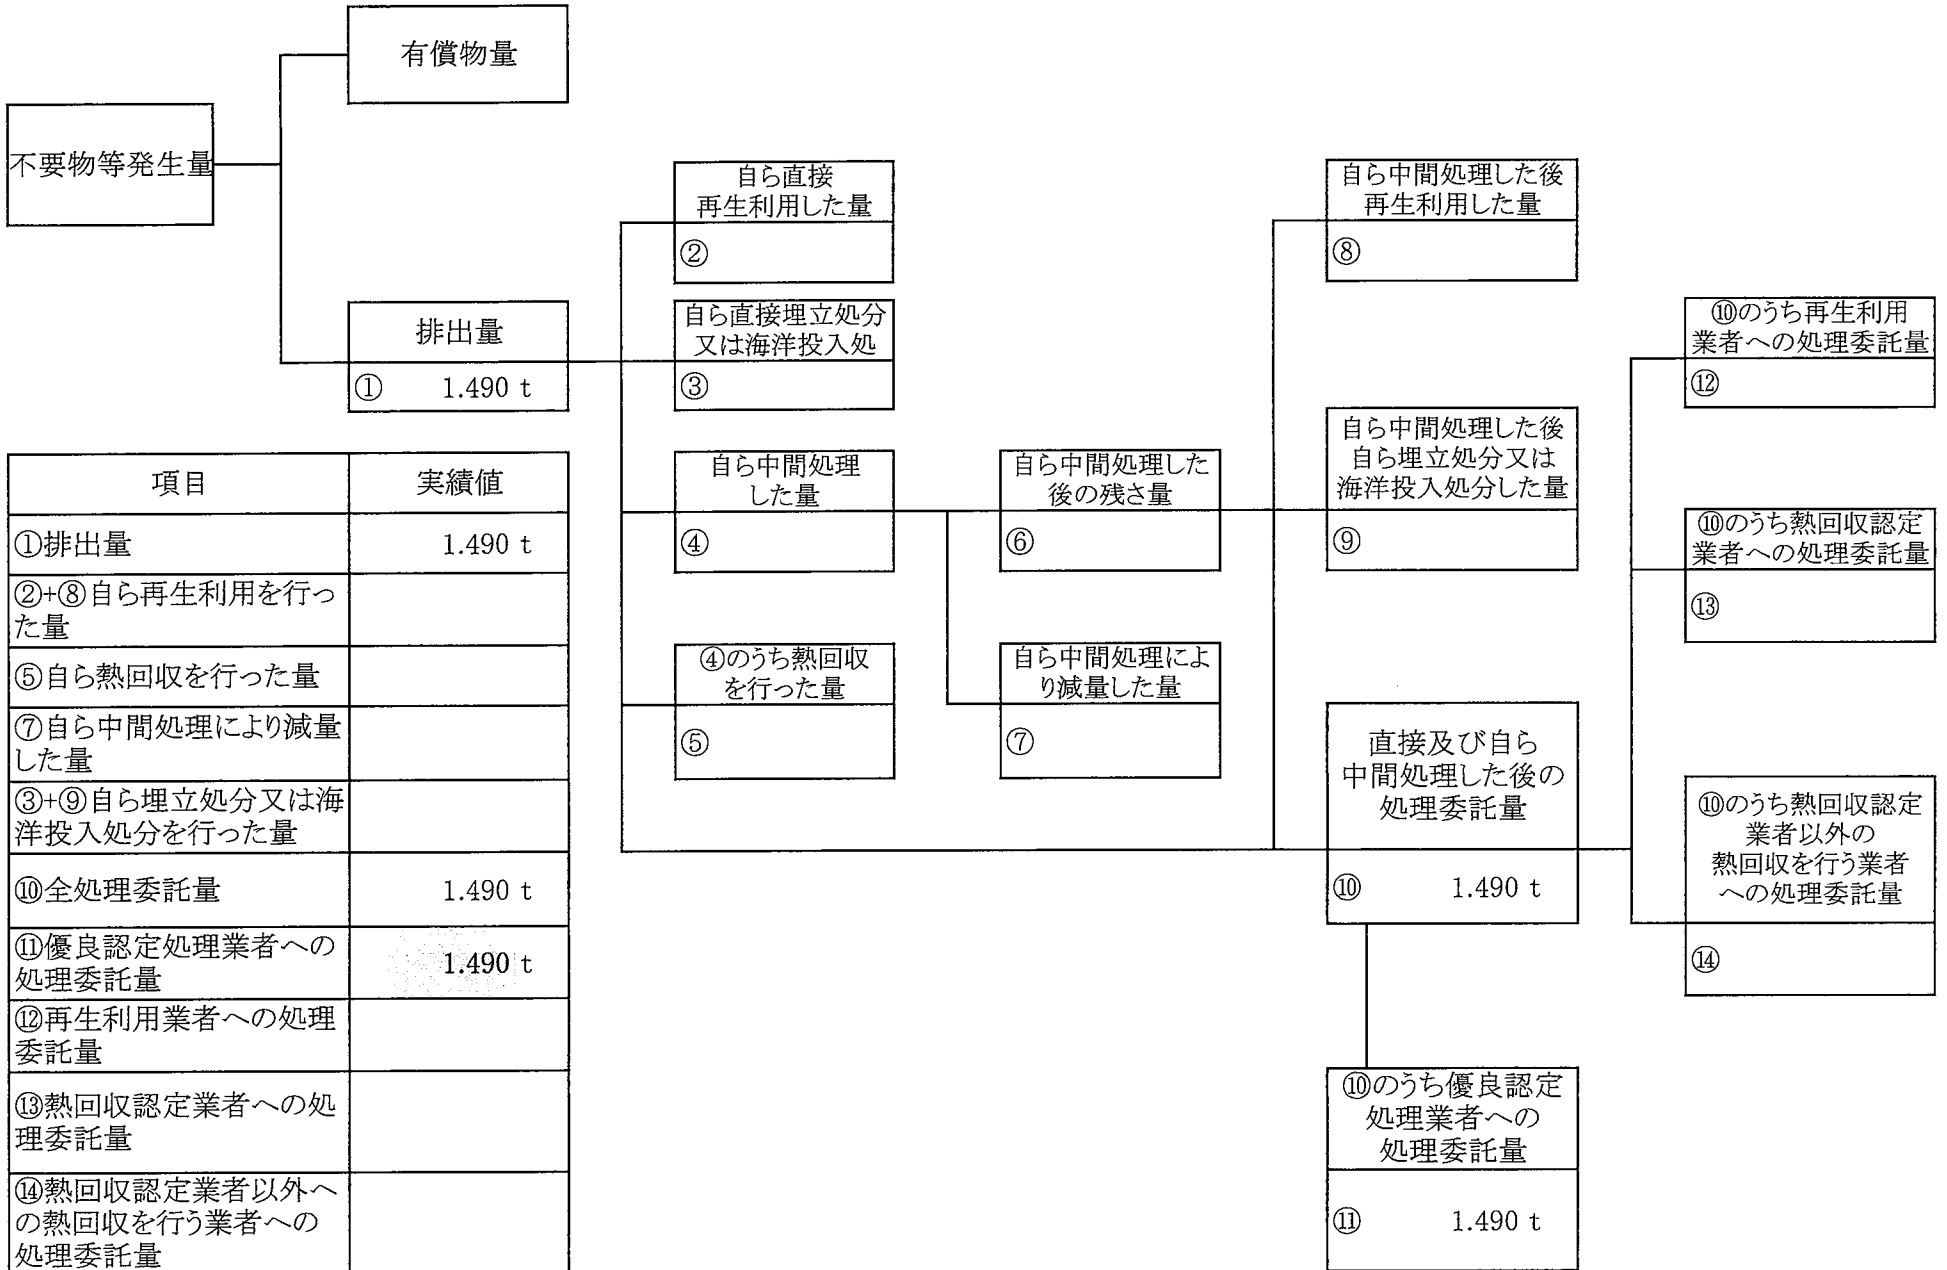 有償物量
不要物等発生量
排出量
① 1.490 t
自ら直接
再生利用した量
②
自ら直接埋立処分
又は海洋投入処
③
自ら中間処理
した量
④
④のうち熱回収
を行った量
⑤
自ら中間処理した
後の残さ量
⑥
自ら中間処理によ
り減量した量
⑦
自ら中間処理した後
再生利用した量
⑧
自ら中間処理した後
自ら埋立処分又は
海洋投入処分した量
⑨
直接及び自ら
中間処理した後の
処理委託量
⑩ 1.490 t
⑩のうち優良認定
処理業者への
処理委託量
⑪ 1.490 t
⑩のうち再生利用
業者への処理委託量
⑫
⑩のうち熱回収認定
業者への処理委託量
⑬
⑩のうち熱回収認定
業者以外の
熱回収を行う業者
への処理委託量
⑭
項目 実績値
①排出量 1.490 t
②+⑧自ら再生利用を行っ
た量
⑤自ら熱回収を行った量
⑦自ら中間処理により減量
した量
③+⑨自ら埋立処分又は海
洋投入処分を行った量
⑩全処理委託量 1.490 t
⑪優良認定処理業者への
処理委託量 1.490 t
⑫再生利用業者への処理
委託量
⑬熱回収認定業者への処
理委託量
⑭熱回収認定業者以外へ
の熱回収を行う業者への
処理委託量